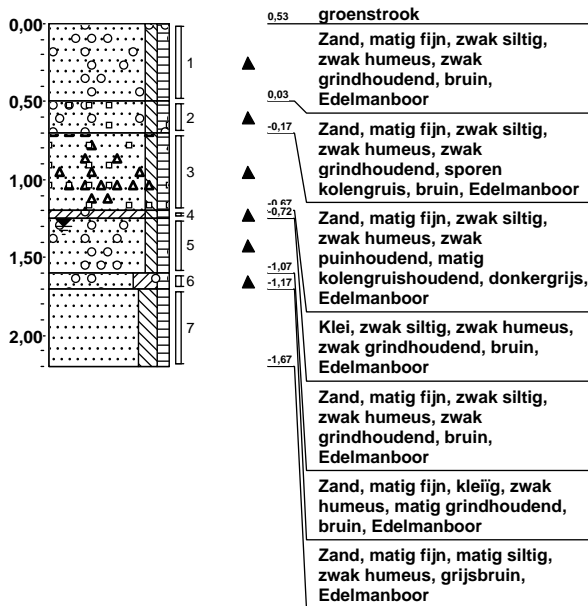 0,00
0,50
1,00
1,50
2,00
1
2
3
4
5
6
7
0,53
0,03
-0,17
-0,67
-0,72
-1,07
-1,17
-1,67
groenstrook
Zand, matig fijn, zwak siltig,
zwak humeus, zwak
grindhoudend, bruin,
Edelmanboor
Zand, matig fijn, zwak siltig,
zwak humeus, zwak
grindhoudend, sporen
kolengruis, bruin, Edelmanboor
Zand, matig fijn, zwak siltig,
zwak humeus, zwak
puinhoudend, matig
kolengruishoudend, donkergrijs,
Edelmanboor
Klei, zwak siltig, zwak humeus,
zwak grindhoudend, bruin,
Edelmanboor
Zand, matig fijn, zwak siltig,
zwak humeus, zwak
grindhoudend, bruin,
Edelmanboor
Zand, matig fijn, kleiïg, zwak
humeus, matig grindhoudend,
bruin, Edelmanboor
Zand, matig fijn, matig siltig,
zwak humeus, grijsbruin,
Edelmanboor